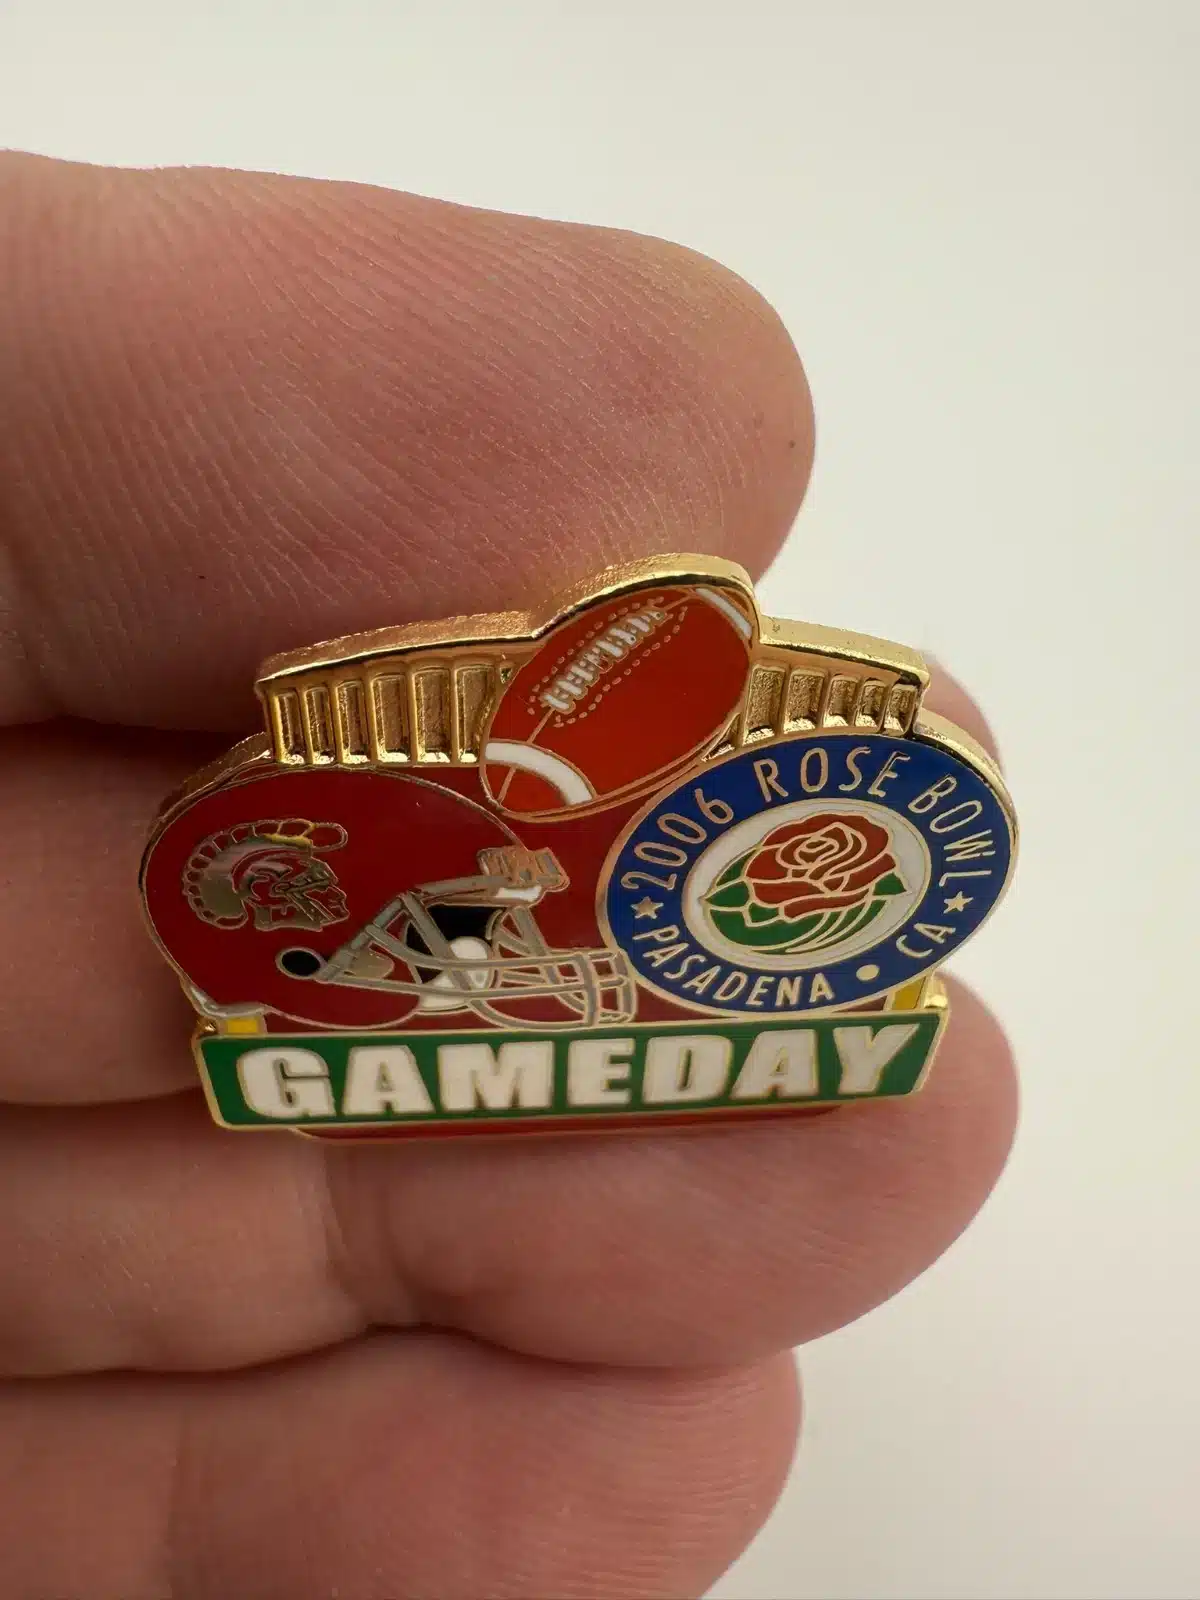 2006 ROSE BOWL
PASADENA • CA
GAMEDAY